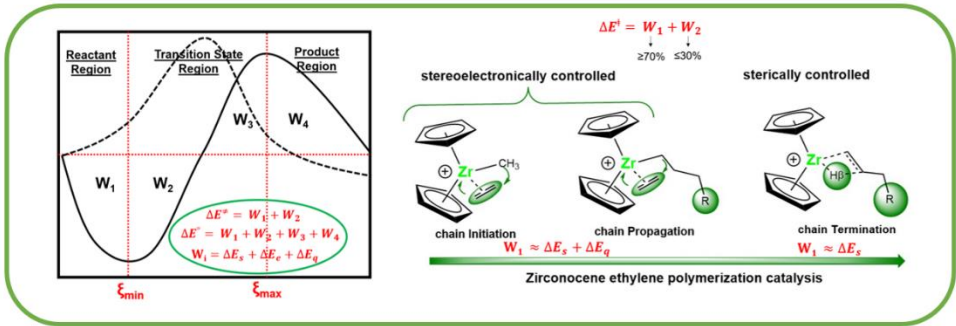 Reactant
Region
Transition State
Region
Product
Region
W₁
W₂
W₃
W₄
ΔE≠ = W₁ + W₂
ΔE° = W₁ + W₂ + W₃ + W₄
Wᵢ = ΔEₛ + ΔEₑ + ΔE_q
ξmin
ξmax
ΔE‡ = W₁ + W₂
≥70% ≤30%
stereoelectronically controlled
sterically controlled
⊕
Zr
CH₃
⊕
Zr
R
⊕
Zr
Hβ
R
chain Initiation
chain Propagation
chain Termination
W₁ ≈ ΔEₛ + ΔE_q
W₁ ≈ ΔEₛ
Zirconocene ethylene polymerization catalysis